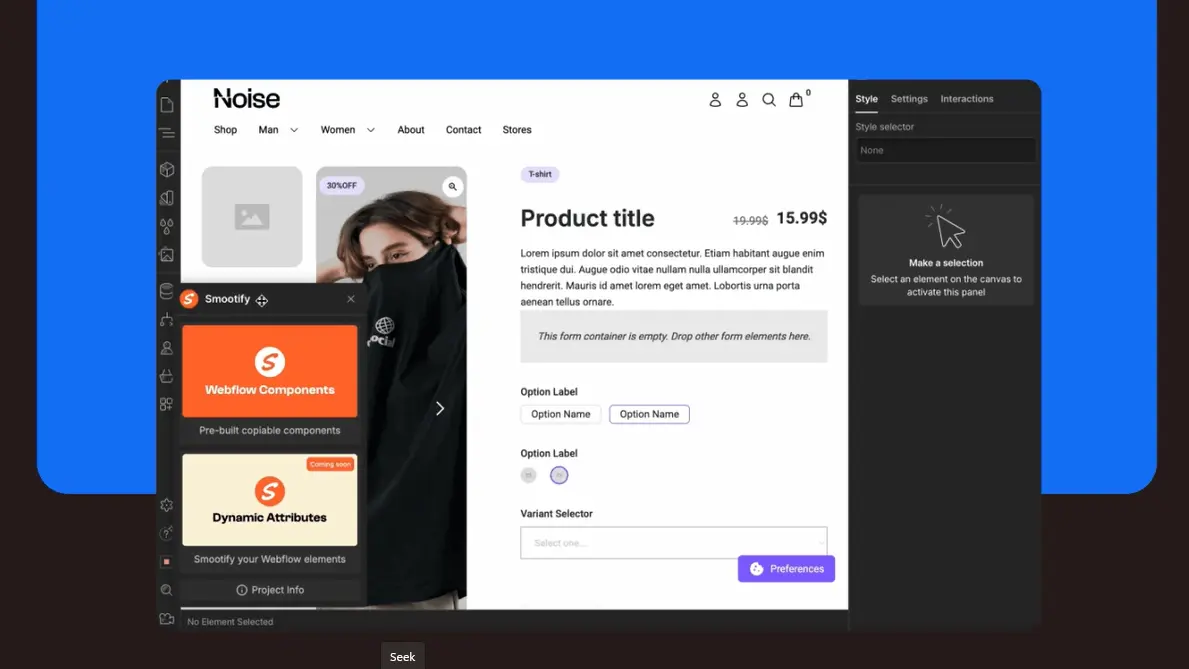 Noise
0
Shop
Man
Women
About
Contact
Stores
30%OFF
T-shirt
Product title
19.99$ 15.99$
Lorem ipsum dolor sit amet consectetur. Etiam habitant augue enim
tristique dui. Augue odio vitae nullam nulla ullamcorper sit blandit
hendrerit. Mauris id amet lorem eget amet. Lobortis urna porta
aenean tellus ornare.
This form container is empty. Drop other form elements here.
Option Label
Option Name
Option Name
Option Label
Variant Selector
Select one...
Preferences
Smootify
S
Webflow Components
Pre-built copiable components
Coming soon
S
Dynamic Attributes
Smootify your Webflow elements
Project Info
No Element Selected
Style
Settings
Interactions
Style selector
None
Make a selection
Select an element on the canvas to
activate this panel
Seek